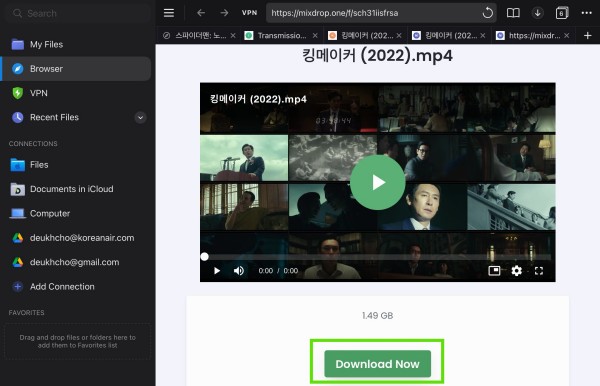 Search
My Files
Browser
VPN
Recent Files
CONNECTIONS
Files
Documents in iCloud
Computer
deukhcho@koreanair.com
deukhcho@gmail.com
Add Connection
FAVORITES
Drag and drop files or folders here to
add them to Favorites list
VPN
https://mixdrop.one/f/sch31iisfrsa
6
스파이더맨: 노...
Transmissio...
킹메이커 (202...
킹메이커 (202...
https://mixdr...
킹메이커 (2022).mp4
킹메이커 (2022).mp4
0:00 / 0:00
1.49 GB
Download Now